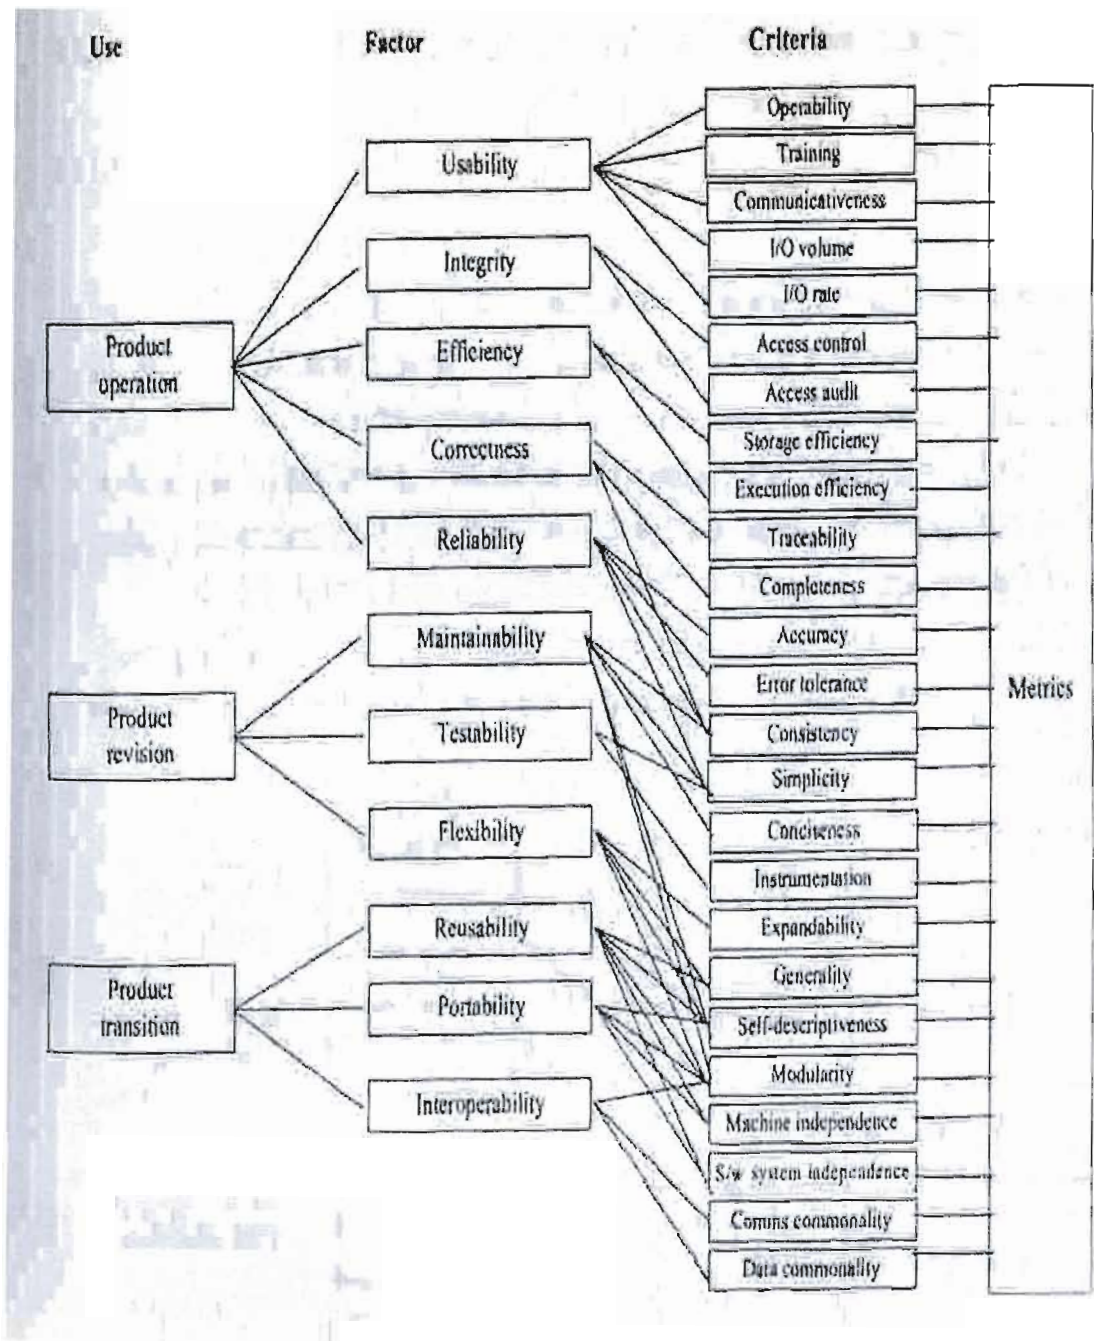 Use
Factor
Criteria
Product
operation
Product
revision
Product
transition
Usability
Integrity
Efficiency
Correctness
Reliability
Maintainability
Testability
Flexibility
Reusability
Portability
Interoperability
Operability
Training
Communicativeness
I/O volume
I/O rate
Access control
Access audit
Storage efficiency
Execution efficiency
Traceability
Completeness
Accuracy
Error tolerance
Consistency
Simplicity
Conciseness
Instrumentation
Expandability
Generality
Self-descriptiveness
Modularity
Machine independence
S/w system independence
Comms commonality
Data commonality
Metrics